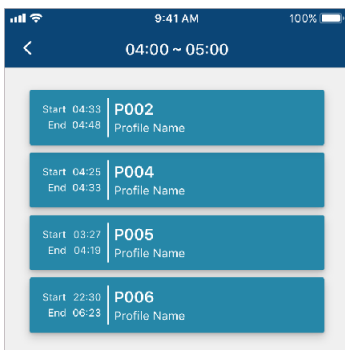 9:41 AM
100%
04:00 ~ 05:00
Start 04:33
End 04:48
P002
Profile Name
Start 04:25
End 04:33
P004
Profile Name
Start 03:27
End 04:19
P005
Profile Name
Start 22:30
End 06:23
P006
Profile Name